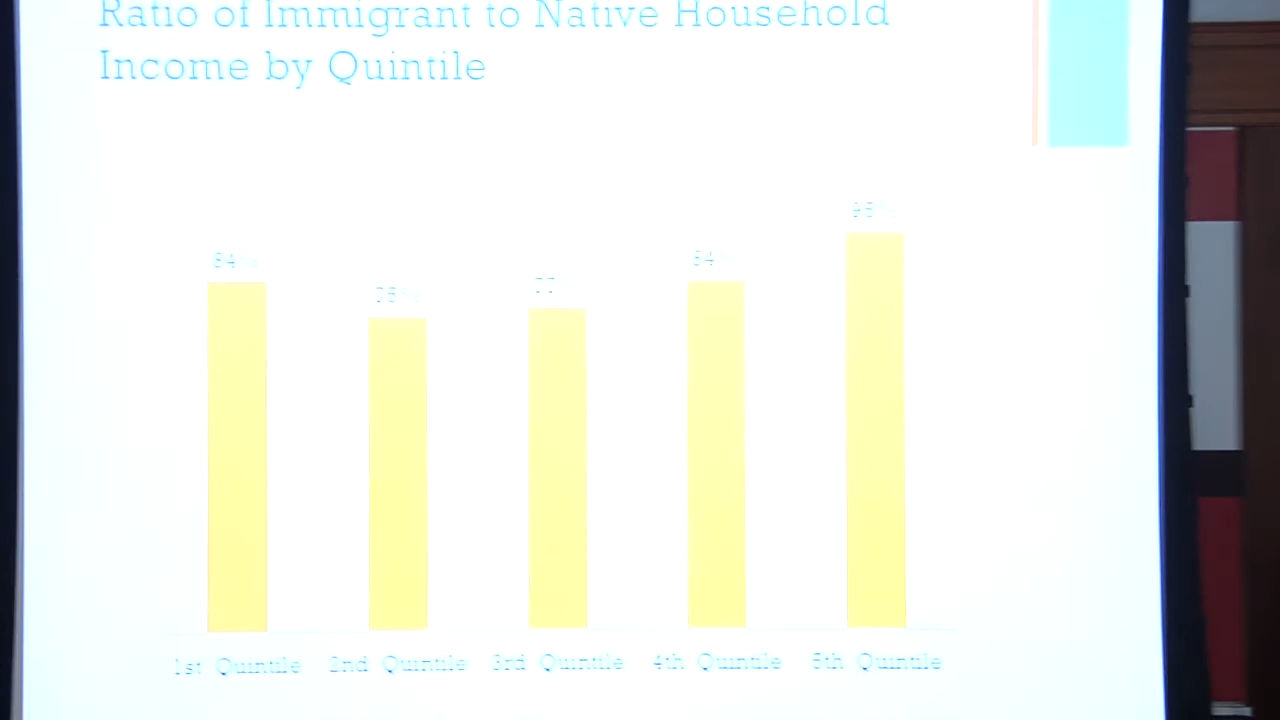 Ratio of Immigrant to Native Household
Income by Quintile
84%
1st Quintile 2nd Quintile 3rd Quintile 4th Quintile 5th Quintile